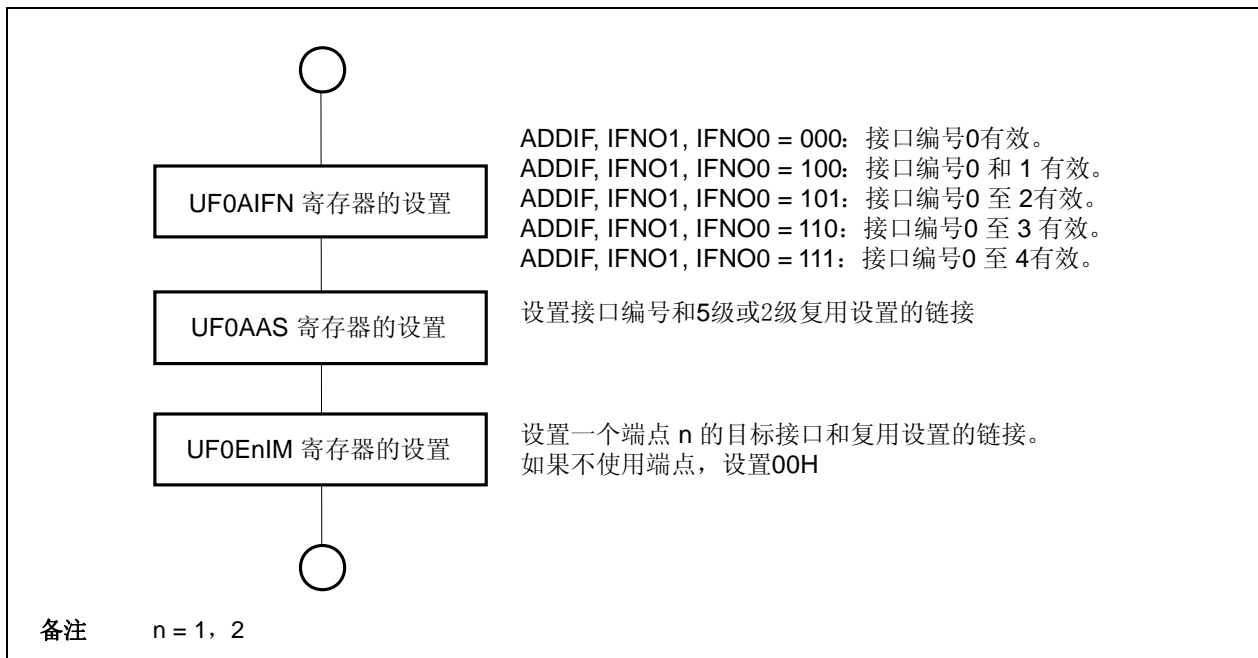 UF0AIFN 寄存器的设置
ADDIF, IFNO1, IFNO0 = 000：接口编号0有效。
ADDIF, IFNO1, IFNO0 = 100：接口编号0 和 1 有效。
ADDIF, IFNO1, IFNO0 = 101：接口编号0 至 2有效。
ADDIF, IFNO1, IFNO0 = 110：接口编号0 至 3 有效。
ADDIF, IFNO1, IFNO0 = 111：接口编号0 至 4有效。
UF0AAS 寄存器的设置
设置接口编号和5级或2级复用设置的链接
UF0EnIM 寄存器的设置
设置一个端点 n 的目标接口和复用设置的链接。
如果不使用端点，设置00H
备注 n = 1，2